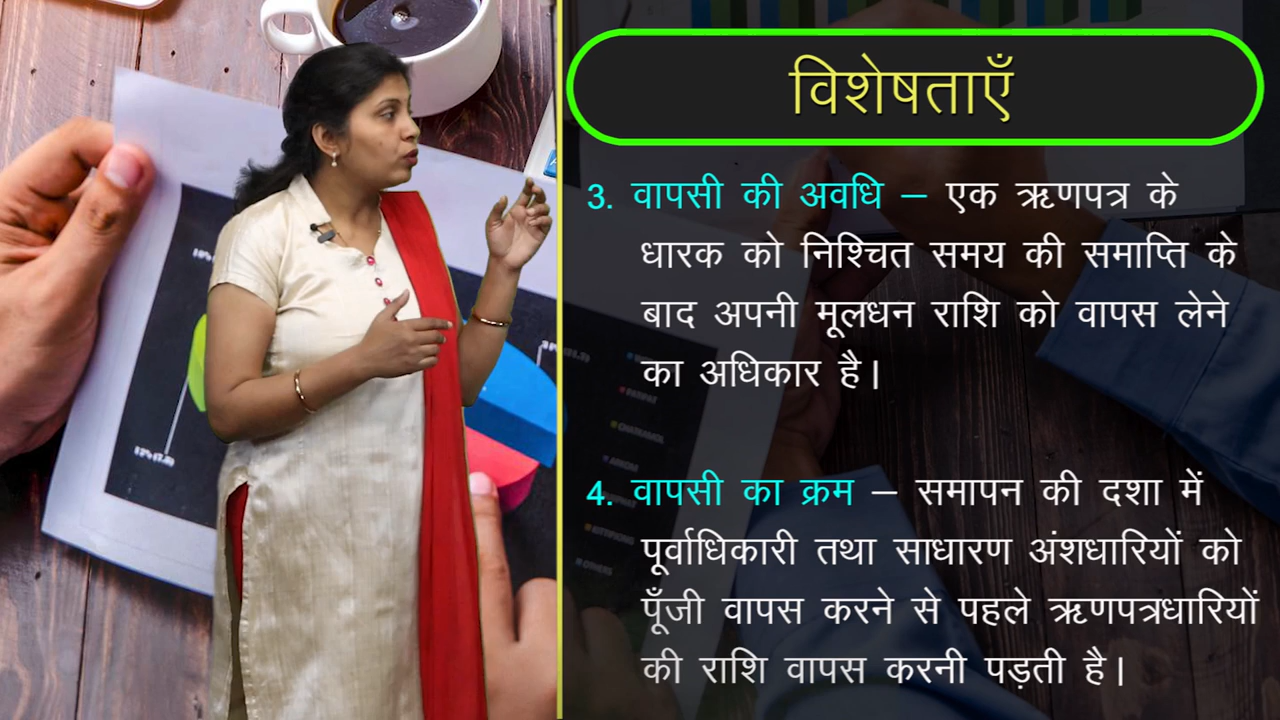 विशेषताएँ
3. वापसी की अवधि – एक ऋणपत्र के
धारक को निश्चित समय की समाप्ति के
बाद अपनी मूलधन राशि को वापस लेने
का अधिकार है।
4. वापसी का क्रम – समापन की दशा में
पूर्वाधिकारी तथा साधारण अंशधारियों को
पूँजी वापस करने से पहले ऋणपत्रधारियों
की राशि वापस करनी पड़ती है।